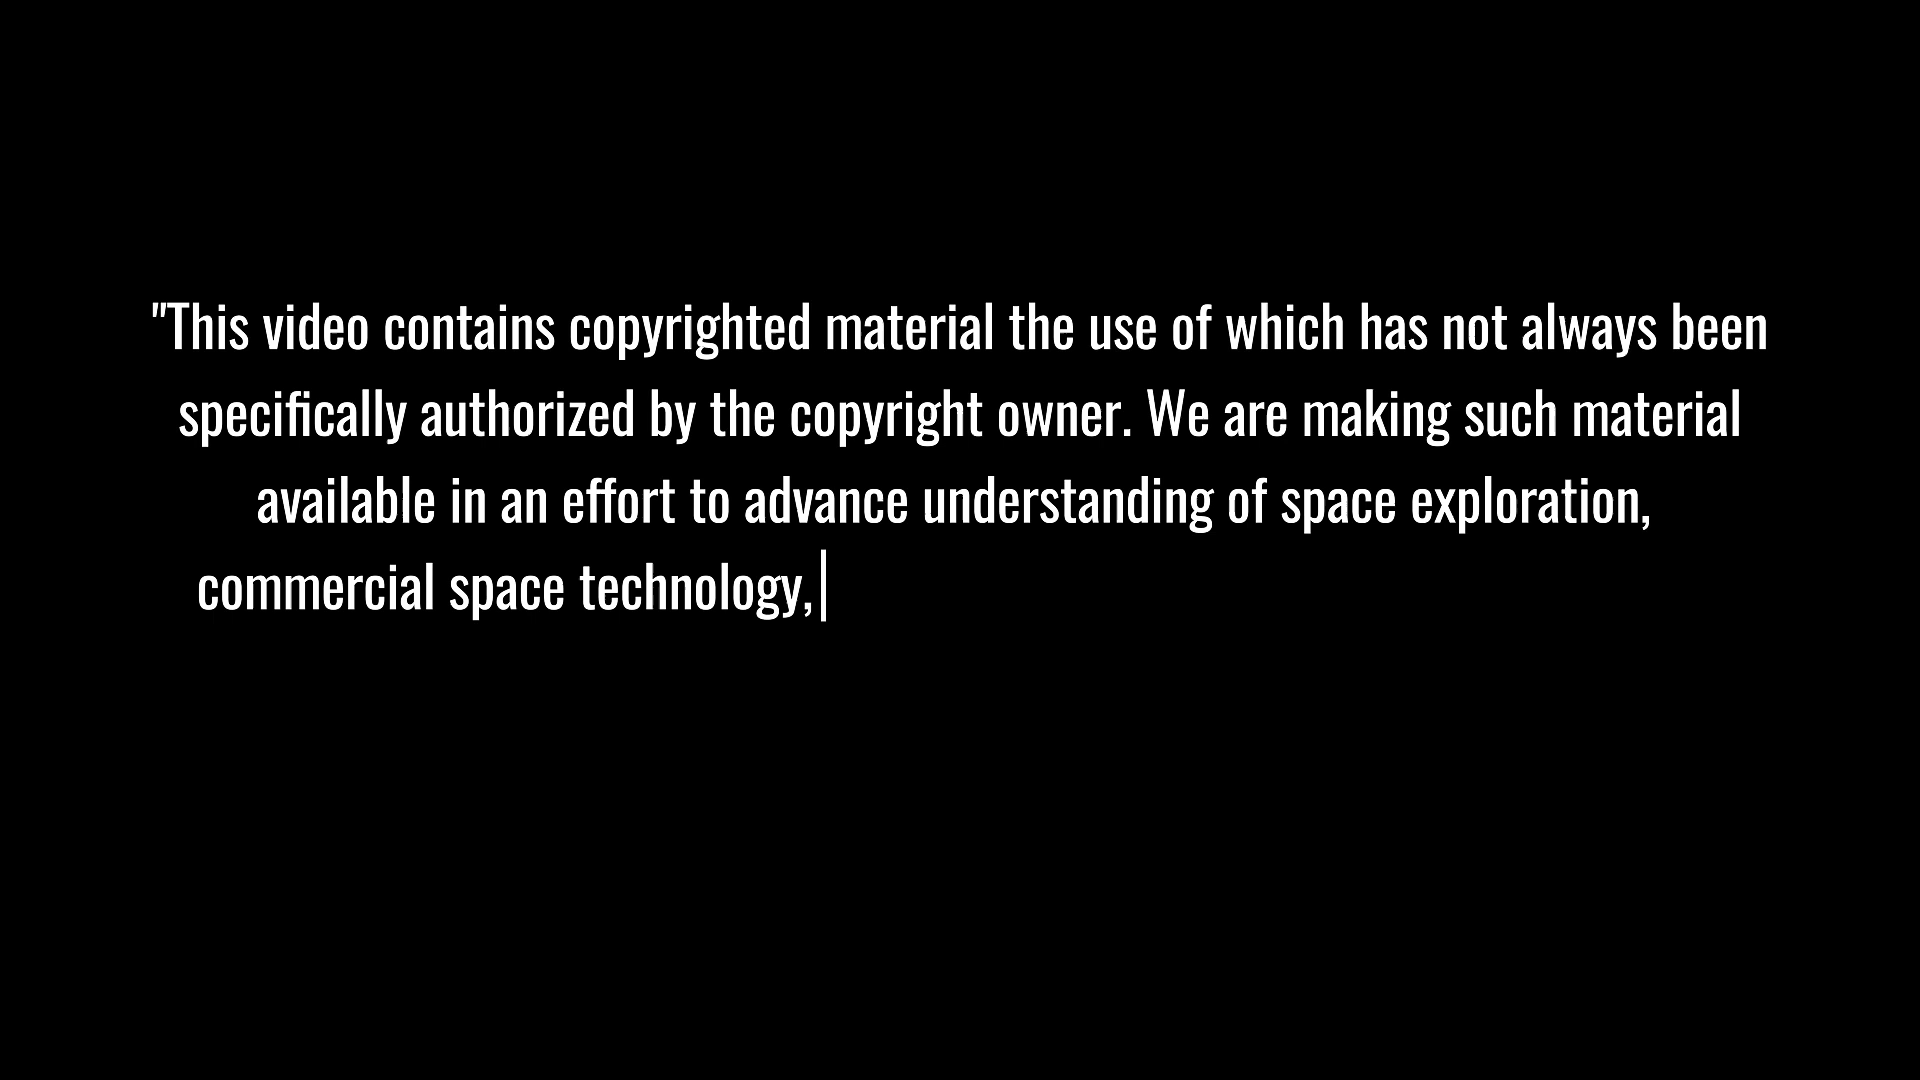 "This video contains copyrighted material the use of which has not always been
specifically authorized by the copyright owner. We are making such material
available in an effort to advance understanding of space exploration,
commercial space technology,